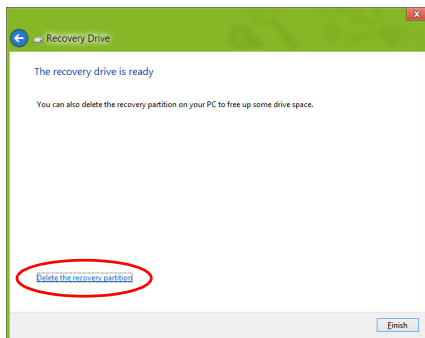 x
Recovery Drive
The recovery drive is ready
You can also delete the recovery partition on your PC to free up some drive space.
Delete the recovery partition
Finish